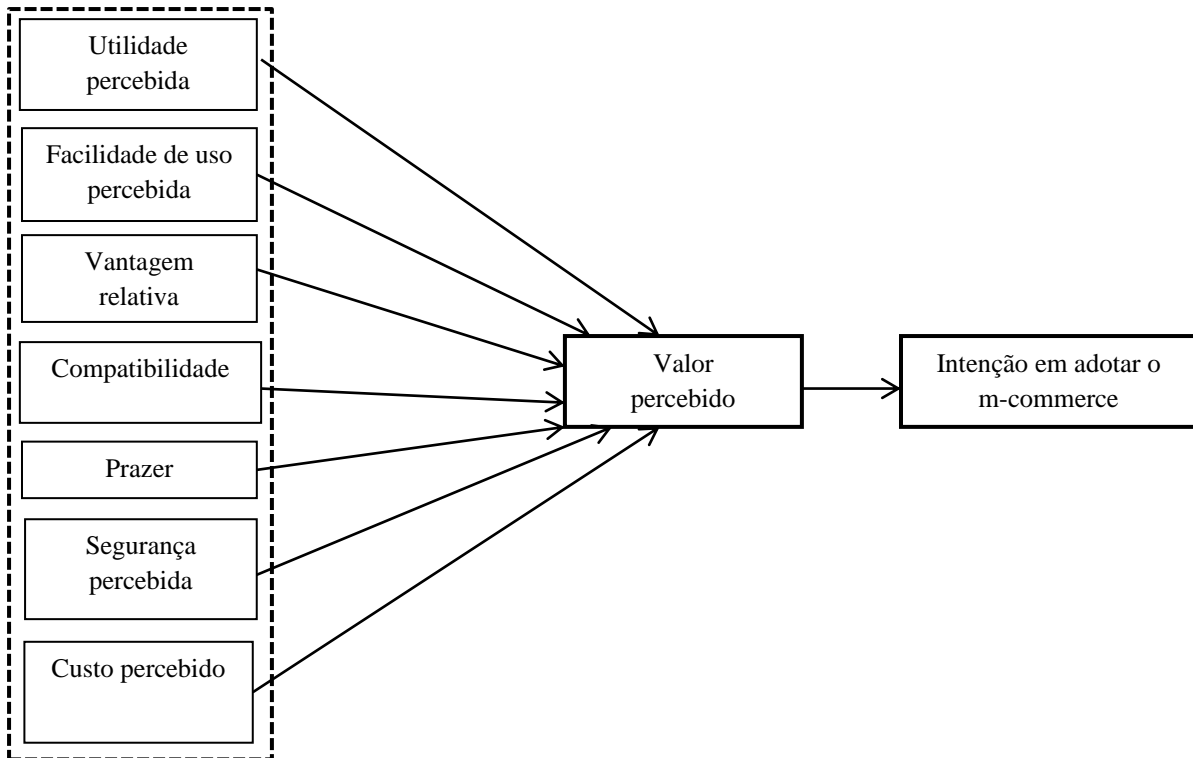 Utilidade
percebida
Facilidade de uso
percebida
Vantagem
relativa
Compatibilidade
Prazer
Segurança
percebida
Custo percebido
Valor
percebido
Intenção em adotar o
m-commerce